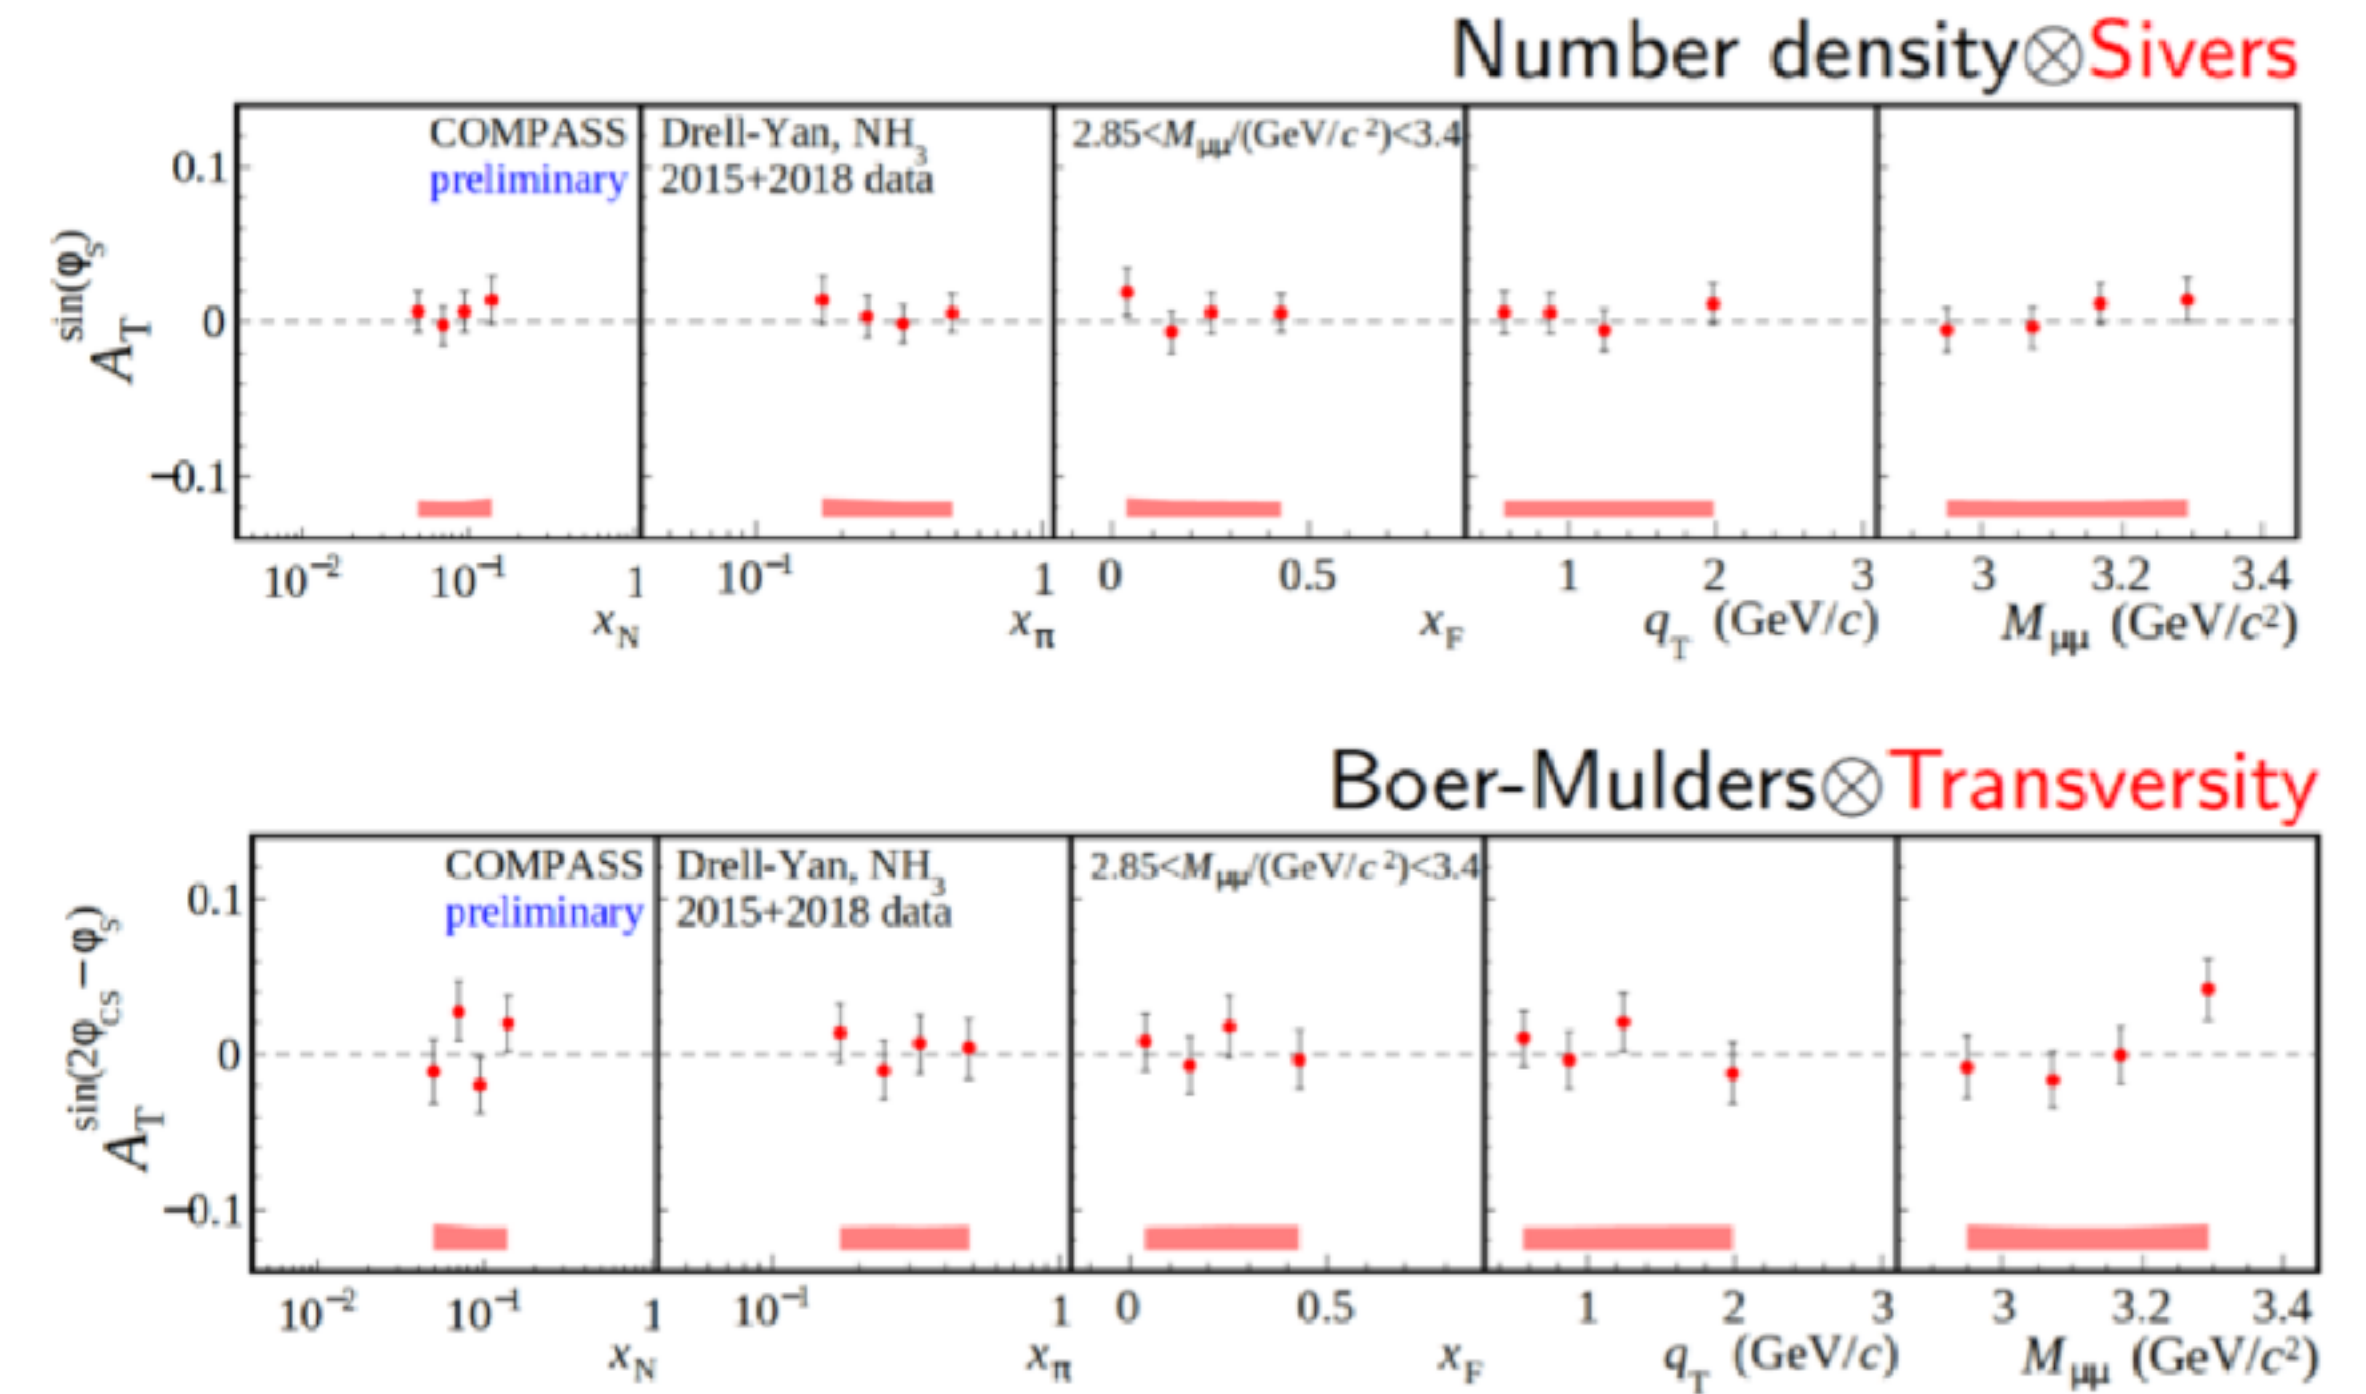 Number density⊗Sivers
COMPASS
preliminary
Drell-Yan, NH3
2015+2018 data
2.85<Mμμ/(GeV/c 2)<3.4
AT sin(φS)
0.1
0
−0.1
10−2 10−1 1
xN
10−1 1
xπ
0 0.5
xF
1 2 3
qT (GeV/c)
3 3.2 3.4
Mμμ (GeV/c2)
Boer-Mulders⊗Transversity
COMPASS
preliminary
Drell-Yan, NH3
2015+2018 data
2.85<Mμμ/(GeV/c 2)<3.4
AT sin(2φCS −φS)
0.1
0
−0.1
10−2 10−1 1
xN
10−1 1
xπ
0 0.5
xF
1 2 3
qT (GeV/c)
3 3.2 3.4
Mμμ (GeV/c2)